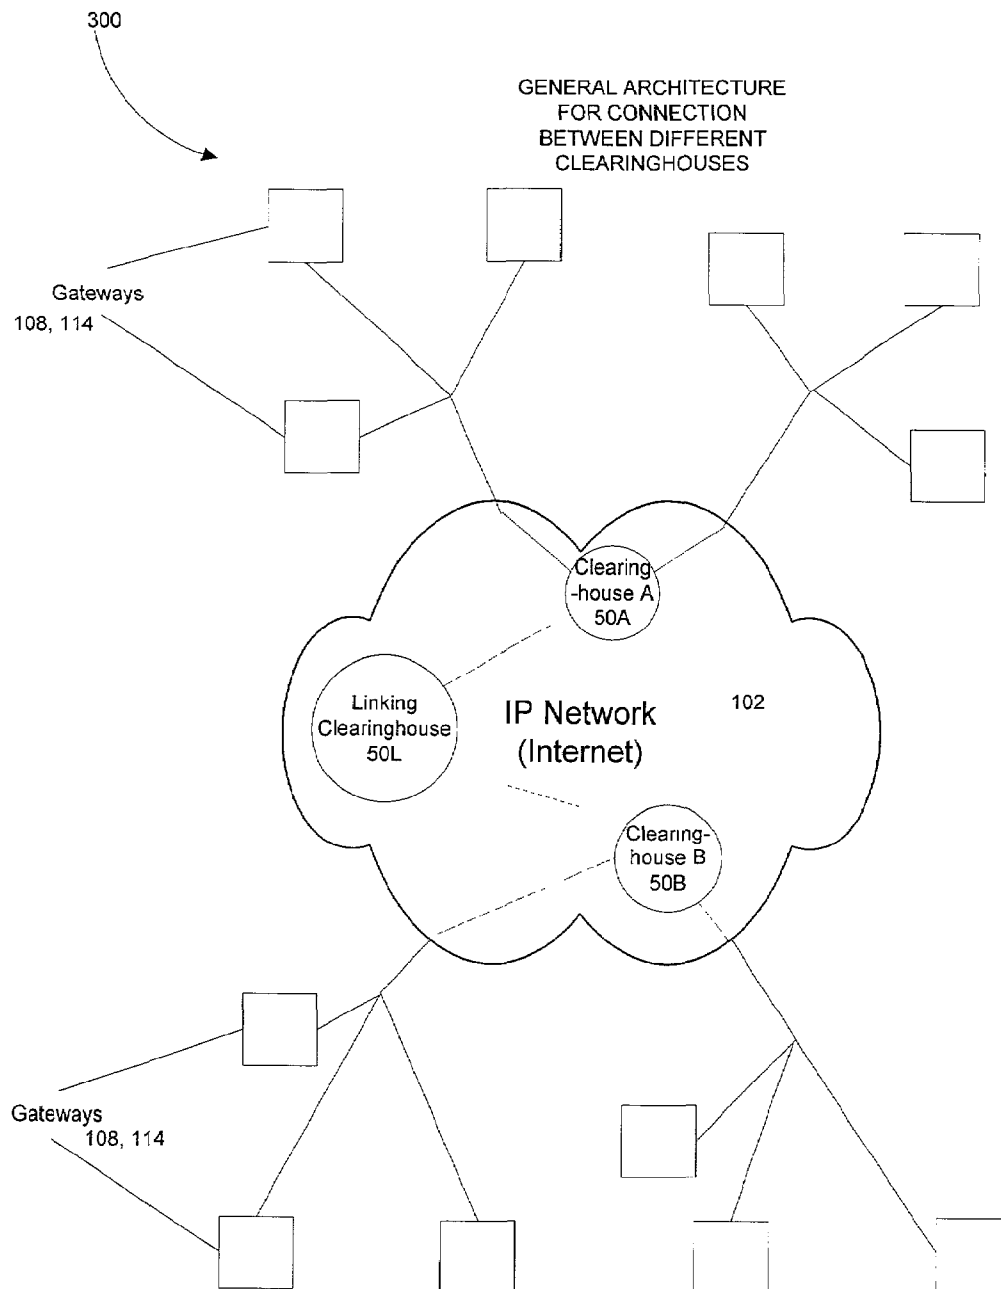 300
GENERAL ARCHITECTURE
FOR CONNECTION
BETWEEN DIFFERENT
CLEARINGHOUSES
Gateways
108, 114
Clearing
-house A
50A
Linking
Clearinghouse
50L
IP Network
(Internet)
102
Clearing-
house B
50B
Gateways
108, 114